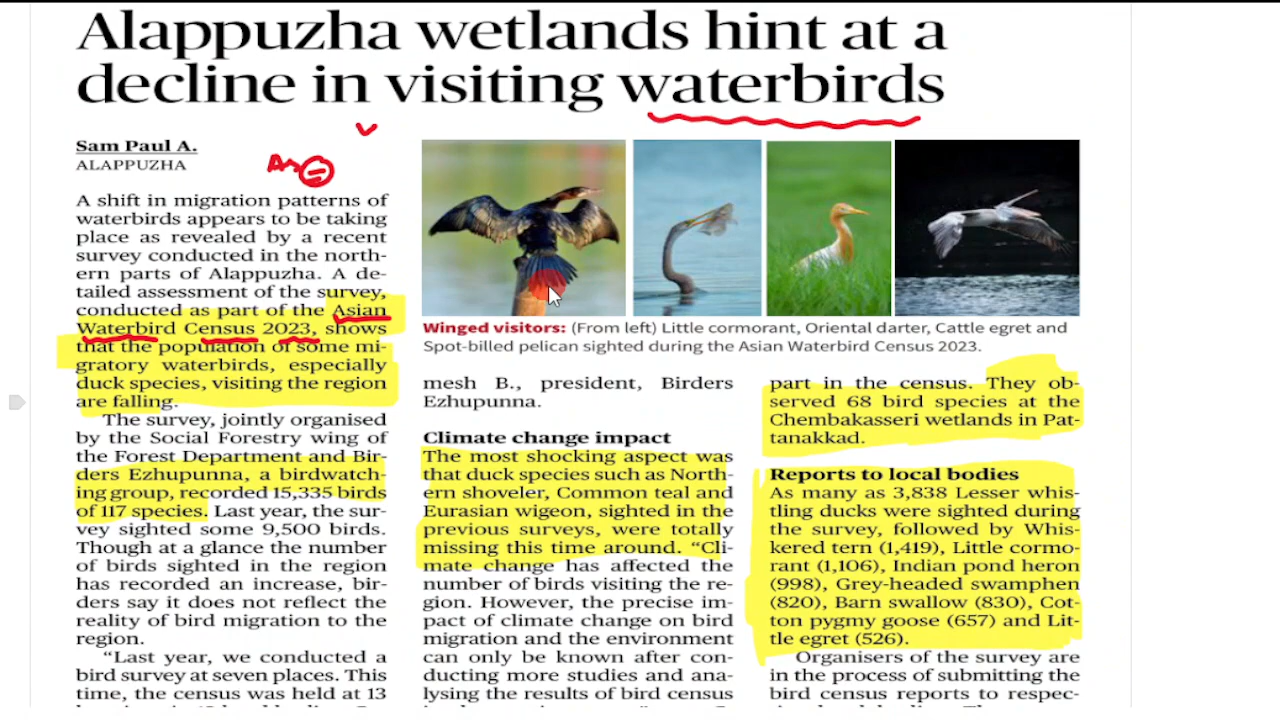 Alappuzha wetlands hint at a
decline in visiting waterbirds
Sam Paul A.
ALAPPUZHA
A shift in migration patterns of
waterbirds appears to be taking
place as revealed by a recent
survey conducted in the north-
ern parts of Alappuzha. A de-
tailed assessment of the survey,
conducted as part of the Asian
Waterbird Census 2023, shows
that the population of some mi-
gratory waterbirds, especially
duck species, visiting the region
are falling.
The survey, jointly organised
by the Social Forestry wing of
the Forest Department and Bir-
ders Ezhupunna, a birdwatch-
ing group, recorded 15,335 birds
of 117 species. Last year, the sur-
vey sighted some 9,500 birds.
Though at a glance the number
of birds sighted in the region
has recorded an increase, bir-
ders say it does not reflect the
reality of bird migration to the
region.
“Last year, we conducted a
bird survey at seven places. This
time, the census was held at 13
Winged visitors: (From left) Little cormorant, Oriental darter, Cattle egret and
Spot-billed pelican sighted during the Asian Waterbird Census 2023.
mesh B., president, Birders
Ezhupunna.
Climate change impact
The most shocking aspect was
that duck species such as North-
ern shoveler, Common teal and
Eurasian wigeon, sighted in the
previous surveys, were totally
missing this time around. “Cli-
mate change has affected the
number of birds visiting the re-
gion. However, the precise im-
pact of climate change on bird
migration and the environment
can only be known after con-
ducting more studies and ana-
lysing the results of bird census
part in the census. They ob-
served 68 bird species at the
Chembakasseri wetlands in Pat-
tanakkad.
Reports to local bodies
As many as 3,838 Lesser whis-
tling ducks were sighted during
the survey, followed by Whis-
kered tern (1,419), Little cormo-
rant (1,106), Indian pond heron
(998), Grey-headed swamphen
(820), Barn swallow (830), Cot-
ton pygmy goose (657) and Lit-
tle egret (526).
Organisers of the survey are
in the process of submitting the
bird census reports to respec-